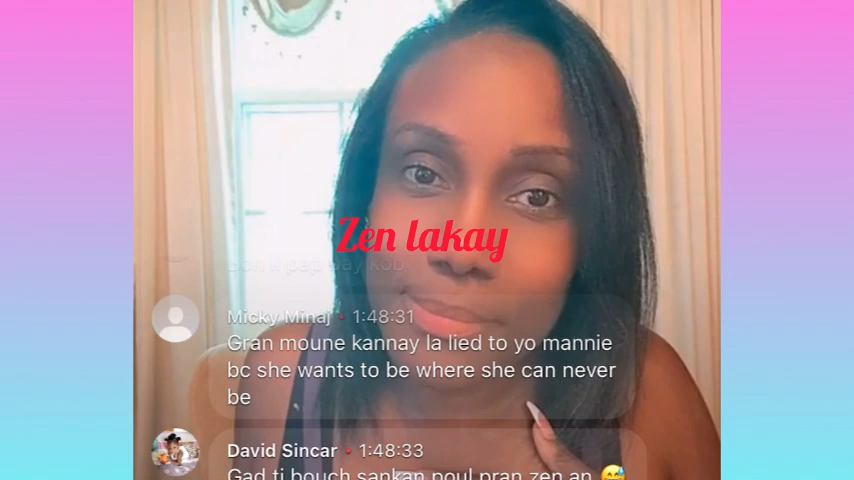 Zen lakay
Micky Minaj • 1:48:31
Gran moune kannay la lied to yo mannie
bc she wants to be where she can never
be
David Sincar • 1:48:33
Gad ti bouch sankan poul pran zen an 😅